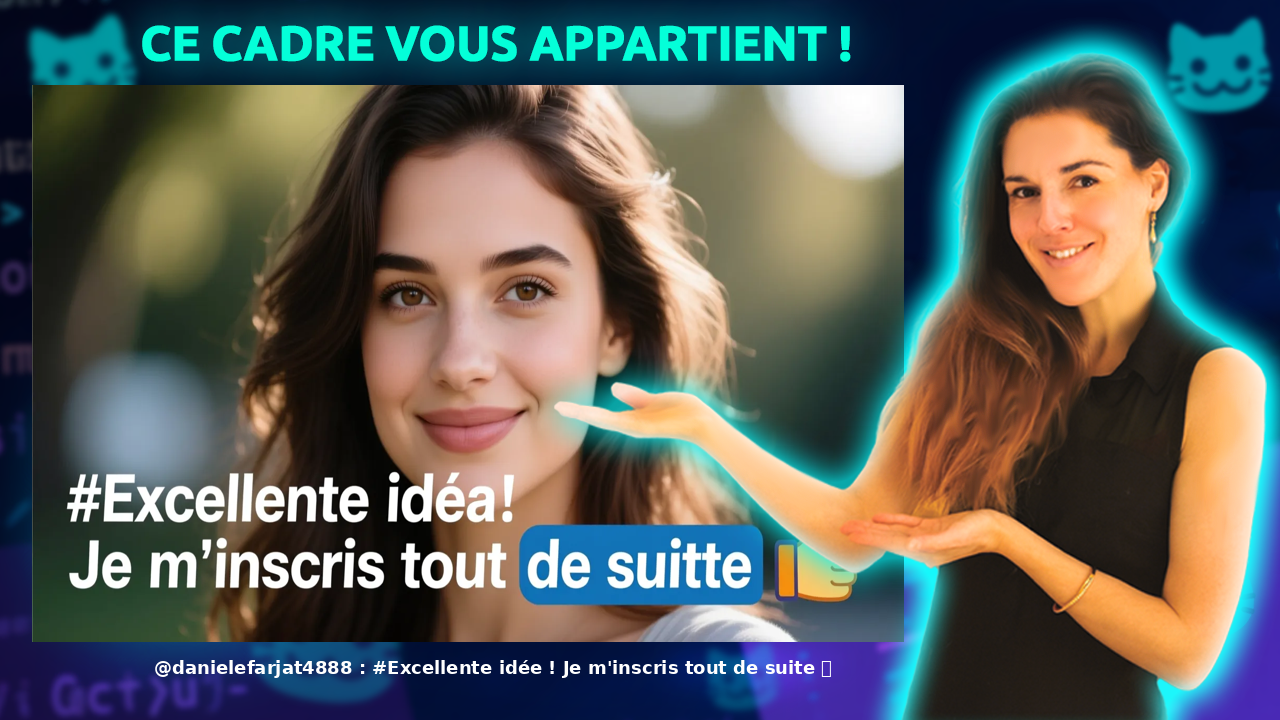 CE CADRE VOUS APPARTIENT !
#Excellente idéa!
Je m’inscris tout de suitte
@danielefarjat4888 : #Excellente idée ! Je m'inscris tout de suite